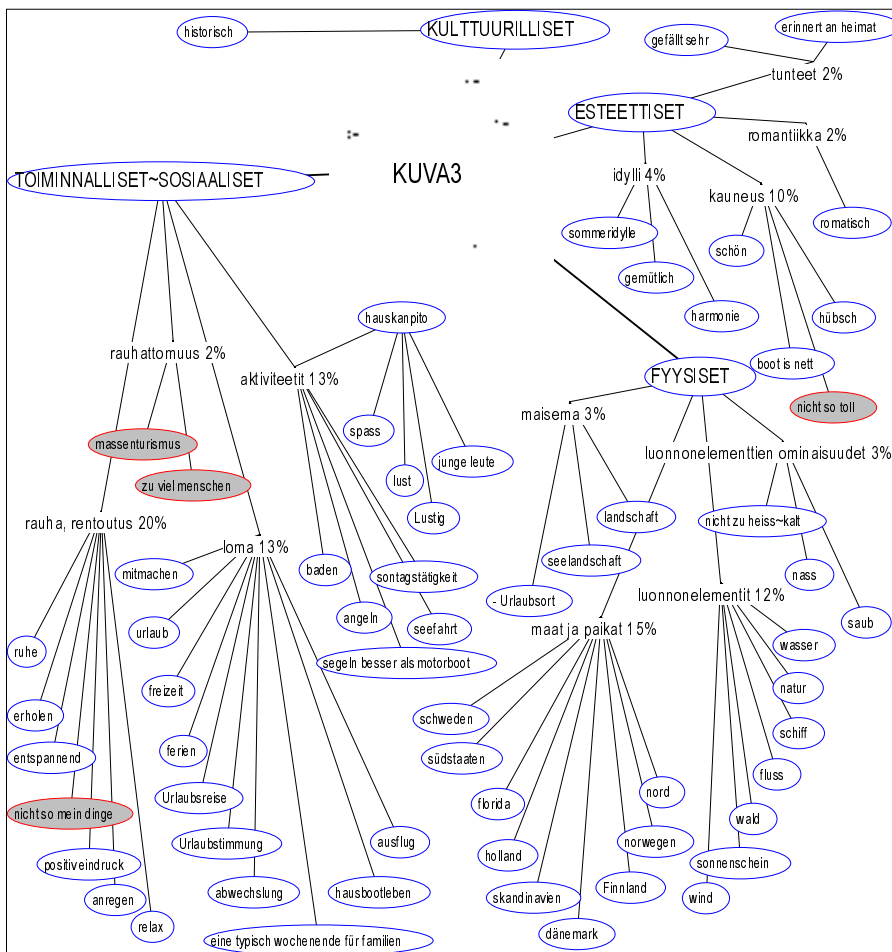 historisch
KULTTUURILLISET
gefällt sehr
erinnert an heimat
tunteet 2%
ESTEETTISET
romantiikka 2%
TOIMINNALLISET~SOSIAALISET
KUVA3
idylli 4%
kauneus 10%
sommeridylle
schön
romatisch
gemütlich
hauskanpito
harmonie
hübsch
rauhattomuus 2%
aktiviteetit 13%
boot is nett
FYYSISET
maisema 3%
nicht so toll
massenturismus
spass
junge leute
luonnonelementtien ominaisuudet 3%
zu viel menschen
lust
Lustig
landschaft
nicht zu heiss~kalt
rauha, rentoutus 20%
loma 13%
mitmachen
baden
sontagstätigkeit
seelandschaft
nass
- Urlaubsort
luonnonelementit 12%
urlaub
angeln
seefahrt
maat ja paikat 15%
saub
ruhe
segeln besser als motorboot
wasser
freizeit
natur
erholen
schweden
schiff
entspannend
ferien
südstaaten
fluss
Urlaubsreise
florida
nord
nicht so mein dinge
wald
Urlaubstimmung
ausflug
holland
norwegen
positiveindruck
sonnenschein
anregen
abwechslung
hausbootleben
skandinavien
Finnland
wind
relax
eine typisch wochenende für familien
dänemark